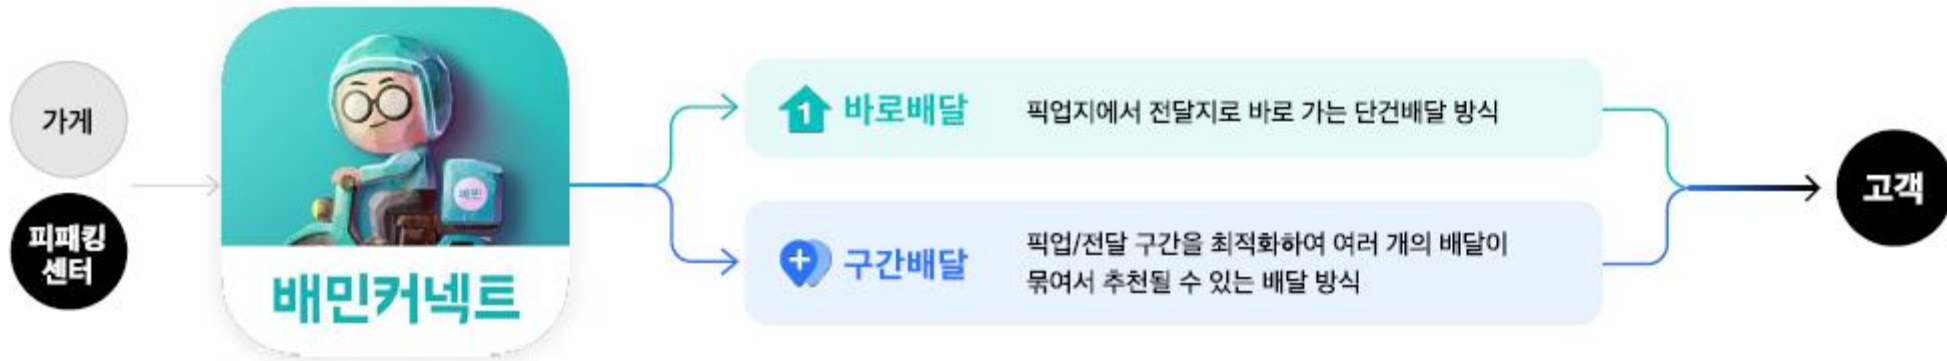 가게
피패킹
센터
배민
배민커넥트
1 바로배달
픽업지에서 전달지로 바로 가는 단건배달 방식
구간배달
픽업/전달 구간을 최적화하여 여러 개의 배달이
묶여서 추천될 수 있는 배달 방식
고객